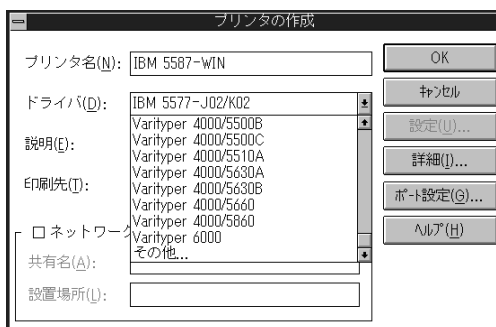 プリンタの作成
プリンタ名(N): IBM 5587-WIN
OK
ドライバ(D): IBM 5577-J02/K02
キャンセル
Varityper 4000/5500B
設定(U)...
説明(E):
Varityper 4000/5500C
Varityper 4000/5510A
詳細(I)...
Varityper 4000/5630A
印刷先(T):
Varityper 4000/5630B
ポート設定(G)...
Varityper 4000/5660
Varityper 4000/5860
ヘルプ(H)
ネットワーク
Varityper 6000
その他...
共有名(A):
設置場所(L):